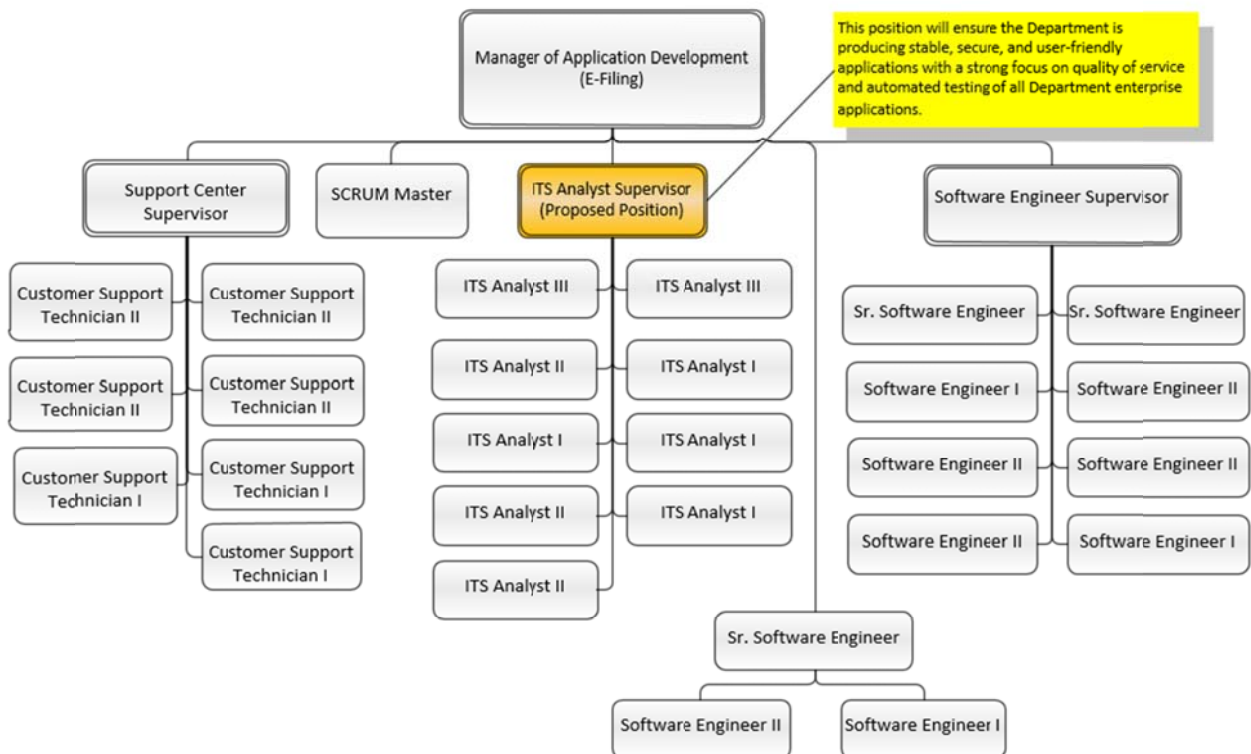 Manager of Application Development
(E-Filing)
This position will ensure the Department is
producing stable, secure, and user-friendly
applications with a strong focus on quality of service
and automated testing of all Department enterprise
applications.
Support Center
Supervisor
SCRUM Master
ITS Analyst Supervisor
(Proposed Position)
Software Engineer Supervisor
Customer Support
Technician II
Customer Support
Technician II
Customer Support
Technician II
Customer Support
Technician II
Customer Support
Technician I
Customer Support
Technician I
Customer Support
Technician I
ITS Analyst III
ITS Analyst III
ITS Analyst II
ITS Analyst I
ITS Analyst I
ITS Analyst I
ITS Analyst II
ITS Analyst I
ITS Analyst II
Sr. Software Engineer
Sr. Software Engineer
Software Engineer I
Software Engineer II
Software Engineer II
Software Engineer II
Software Engineer II
Software Engineer I
Sr. Software Engineer
Software Engineer II
Software Engineer I